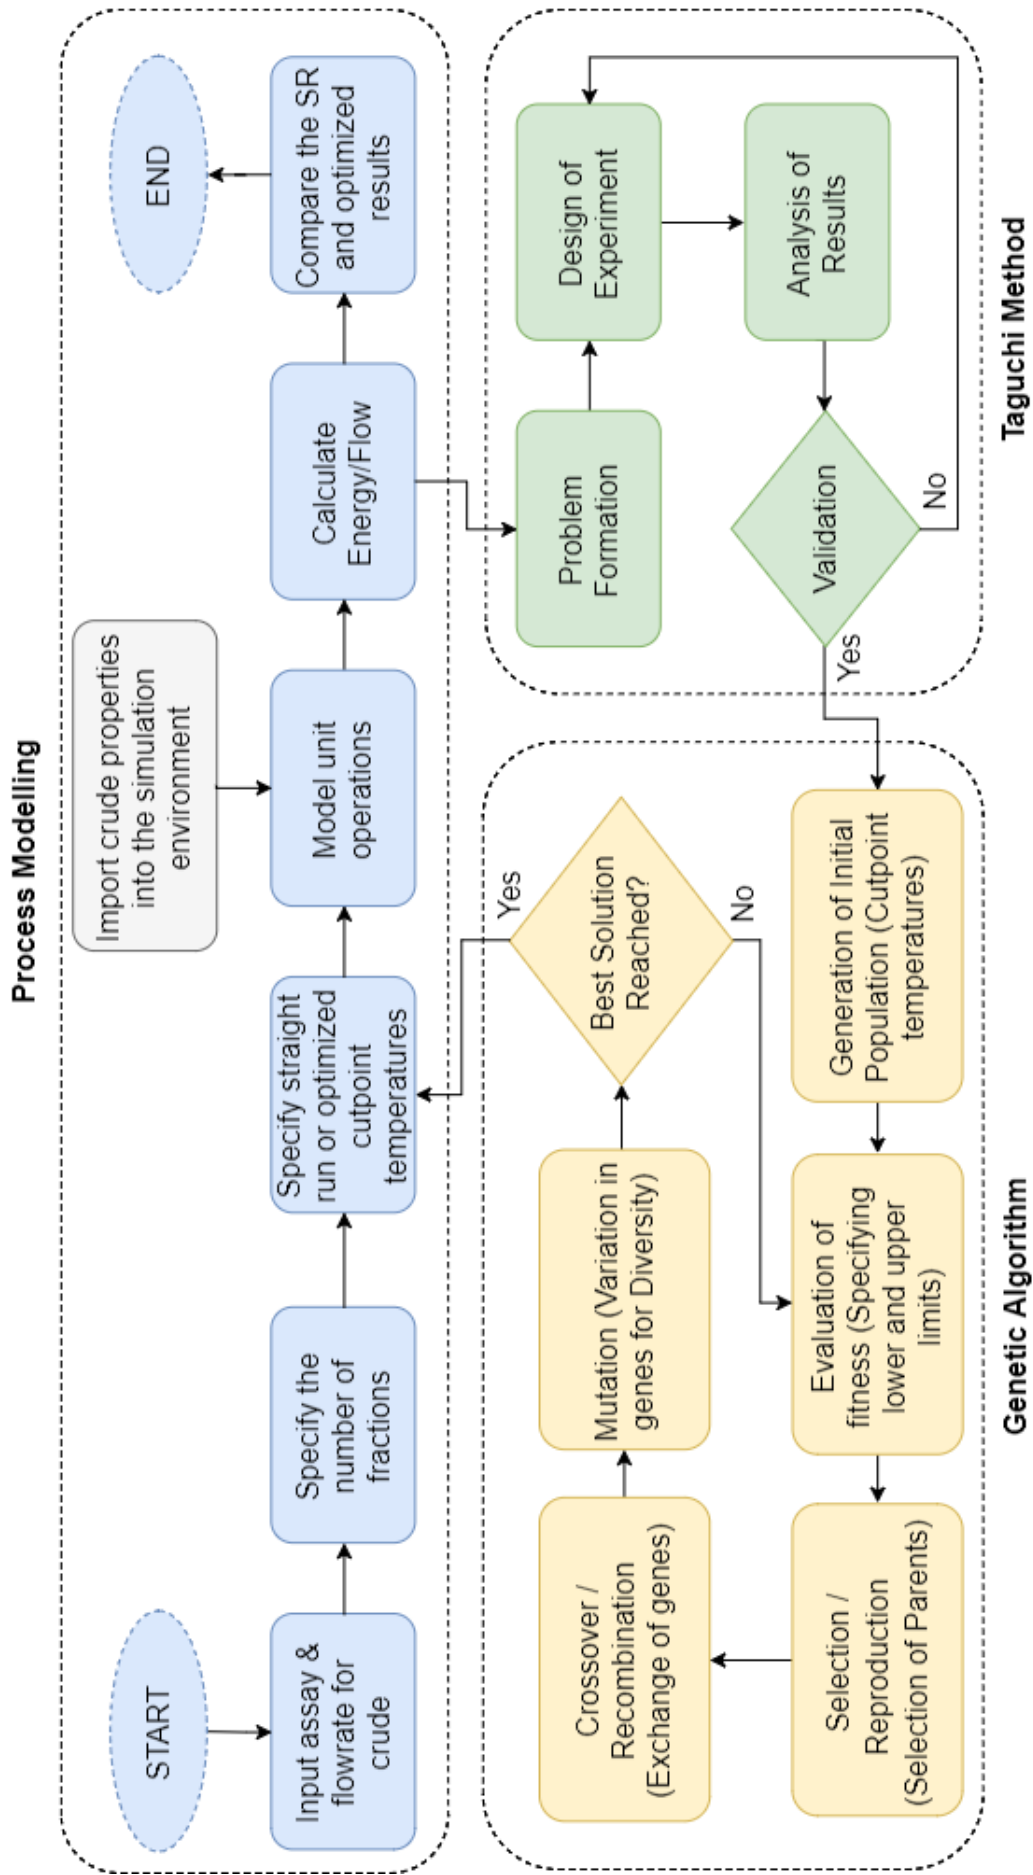 Process Modelling
START
Input assay &
flowrate for
crude
Specify the
number of
fractions
Specify straight
run or optimized
cutpoint
temperatures
Import crude properties
into the simulation
environment
Model unit
operations
Calculate
Energy/Flow
Compare the SR
and optimized
results
END
Problem
Formation
Design of
Experiment
Analysis of
Results
Validation
No
Yes
Taguchi Method
Generation of Initial
Population (Cutpoint
temperatures)
Evaluation of
fitness (Specifying
lower and upper
limits)
Selection /
Reproduction
(Selection of Parents)
Crossover /
Recombination
(Exchange of genes)
Mutation (Variation in
genes for Diversity)
Best Solution
Reached?
Yes
No
Genetic Algorithm